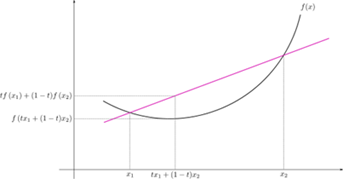 f(x)
tf(x₁) + (1 − t)f(x₂)
f(tx₁ + (1 − t)x₂)
x₁ tx₁ + (1 − t)x₂ x₂